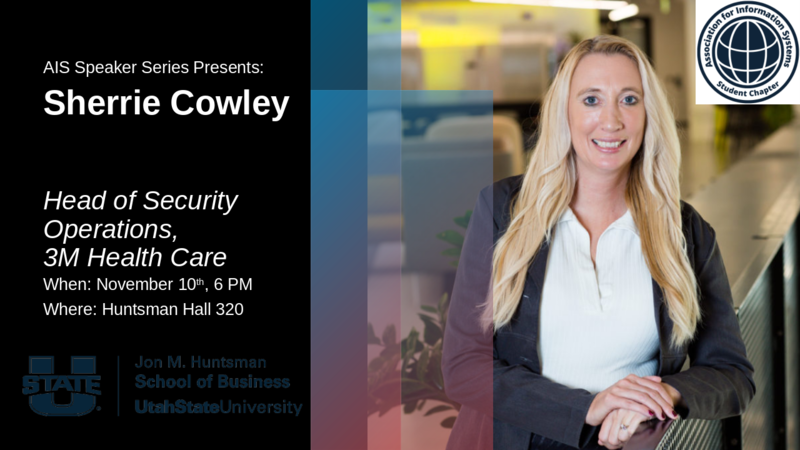 AIS Speaker Series Presents:
Sherrie Cowley
Head of Security
Operations,
3M Health Care
When: November 10th, 6 PM
Where: Huntsman Hall 320
U STATE
Jon M. Huntsman
School of Business
UtahStateUniversity
Association for Information Systems
Student Chapter